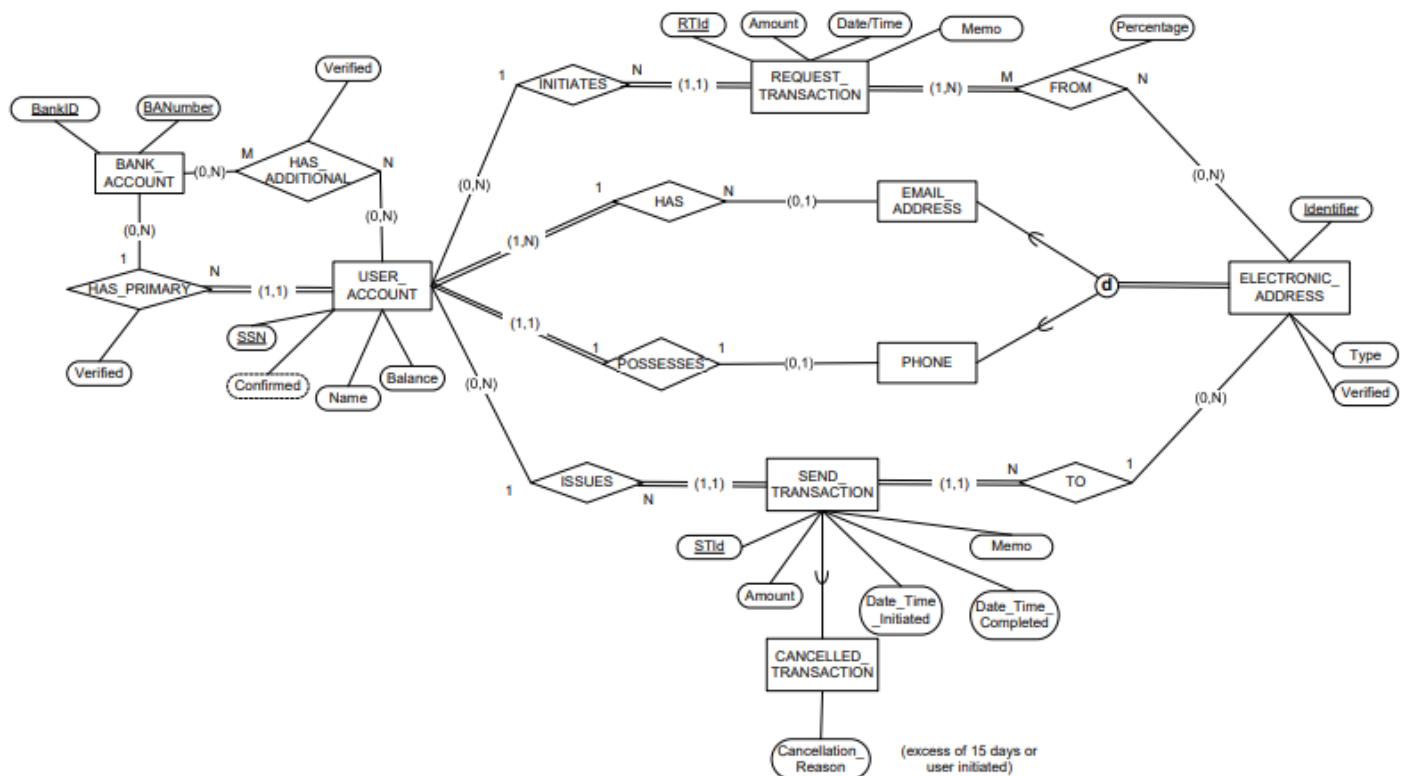 RTId
Amount
Date/Time
Memo
Percentage
1
INITIATES
N
(1,1)
REQUEST_
TRANSACTION
(1,N)
M
FROM
N
Verified
BankID
BANumber
BANK_
ACCOUNT
(0,N)
M
HAS_
ADDITIONAL
N
(0,N)
(0,N)
(0,N)
(0,N)
1
HAS
N
(0,1)
EMAIL_
ADDRESS
(1,N)
Identifier
1
HAS_PRIMARY
N
(1,1)
USER_
ACCOUNT
d
ELECTRONIC_
ADDRESS
(1,1)
SSN
Confirmed
Name
Balance
Verified
1
POSSESSES
1
(0,1)
PHONE
Type
Verified
(0,N)
(0,N)
1
ISSUES
N
(1,1)
SEND_
TRANSACTION
(1,1)
N
TO
1
STId
Amount
Date_Time
_Initiated
Date_Time_
Completed
Memo
CANCELLED_
TRANSACTION
Cancellation_
Reason
(excess of 15 days or
user initiated)